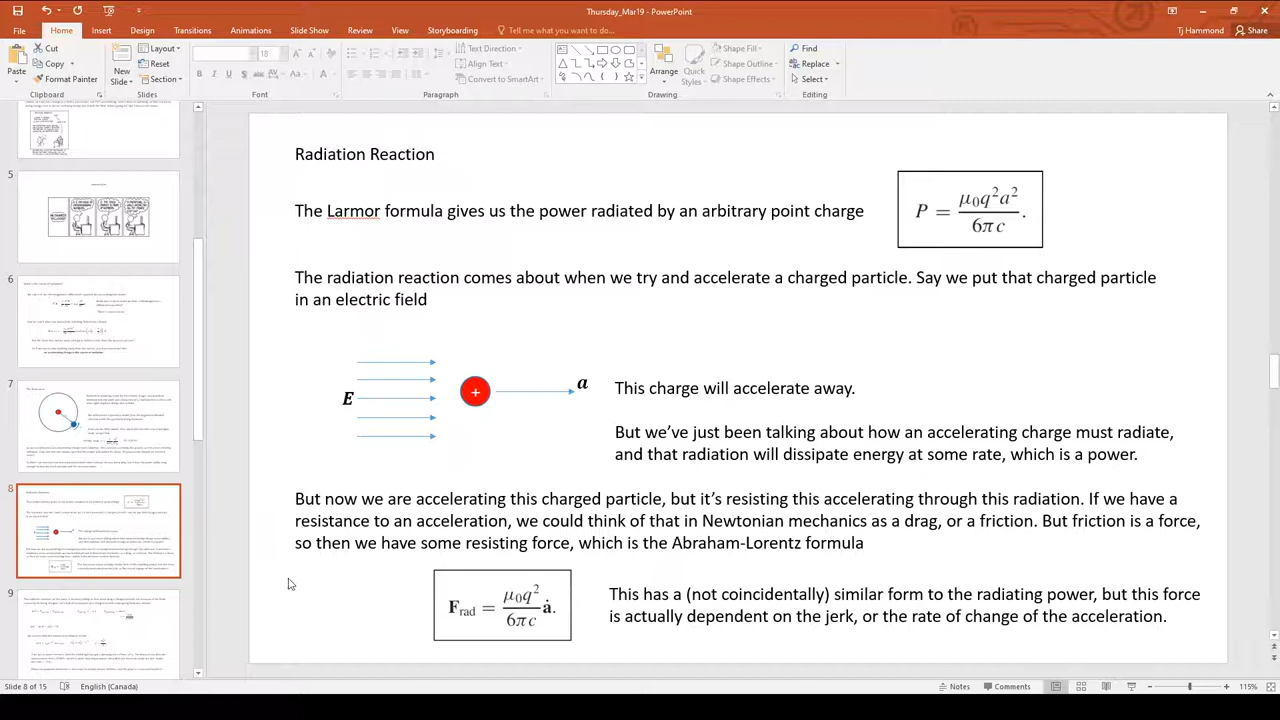 Thursday_Mar19 - PowerPoint
File Home Insert Design Transitions Animations Slide Show Review View Storyboarding Tell me what you want to do... Tj Hammond Share
Paste Cut Copy Format Painter Clipboard
New Slide Layout Reset Section Slides
18
B I U S abc AV Aa A
Font
Text Direction Align Text Convert to SmartArt Paragraph
Arrange Quick Styles Shape Fill Shape Outline Shape Effects Drawing
Find Replace Select Editing
5
6
7
8
9
Radiation Reaction
The Larmor formula gives us the power radiated by an arbitrary point charge
P = μ₀q²a² / 6πc.
The radiation reaction comes about when we try and accelerate a charged particle. Say we put that charged particle
in an electric field
E + a
This charge will accelerate away.
But we've just been talking about how an accelerating charge must radiate,
and that radiation will dissipate energy at some rate, which is a power.
But now we are accelerating this charged particle, but it's also decelerating through this radiation. If we have a
resistance to an acceleration, we could think of that in Newtonian mechanics as a drag, or a friction. But friction is a force,
so then we have some resisting force, which is the Abraham-Lorentz formula
F_rad = μ₀q² / 6πc ȧ.
This has a (not coincidentally) similar form to the radiating power, but this force
is actually dependent on the jerk, or the rate of change of the acceleration.
Slide 8 of 15 English (Canada) Notes Comments 115%